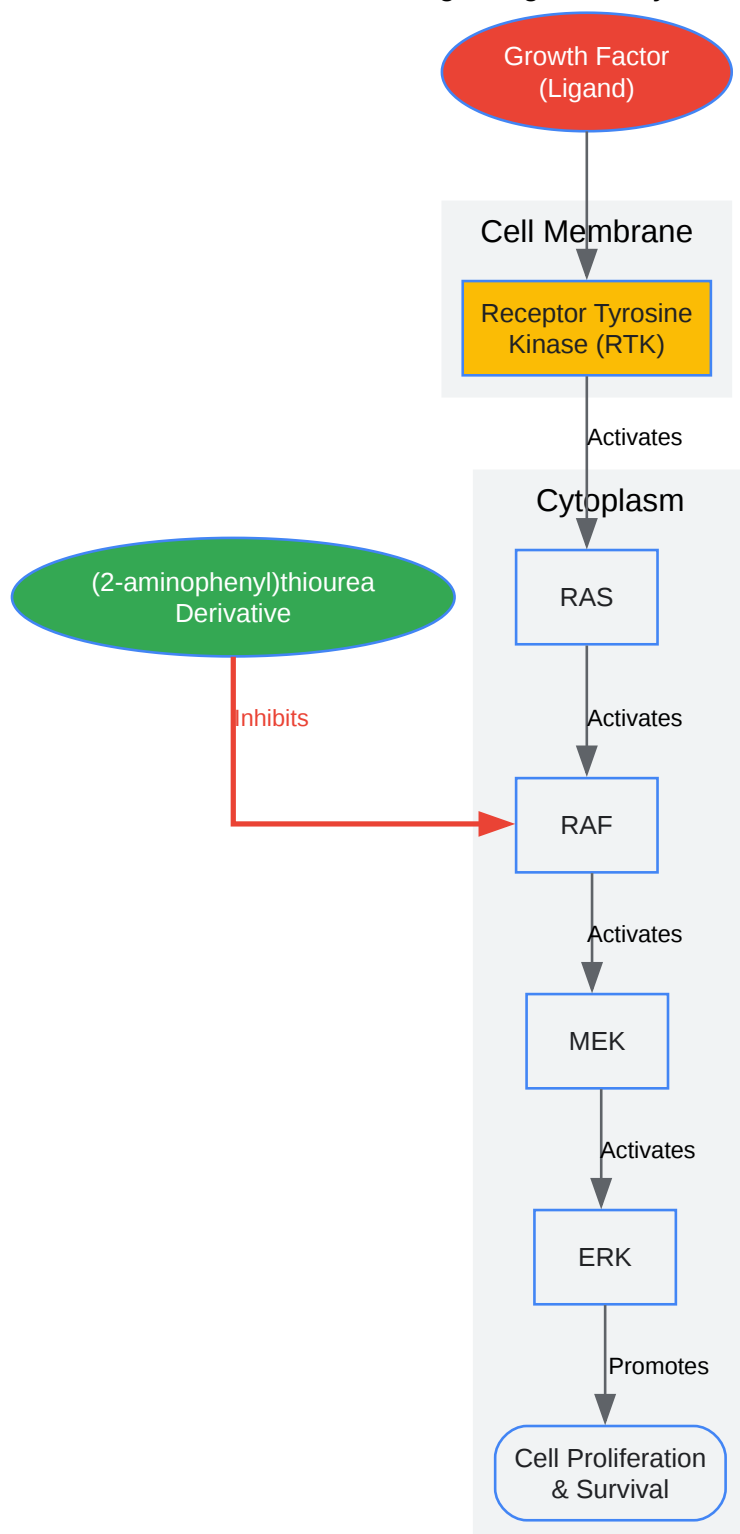 Growth Factor
(Ligand)
Cell Membrane
Receptor Tyrosine
Kinase (RTK)
Activates
Cytoplasm
(2-aminophenyl)thiourea
Derivative
RAS
Inhibits
Activates
RAF
Activates
MEK
Activates
ERK
Promotes
Cell Proliferation
& Survival